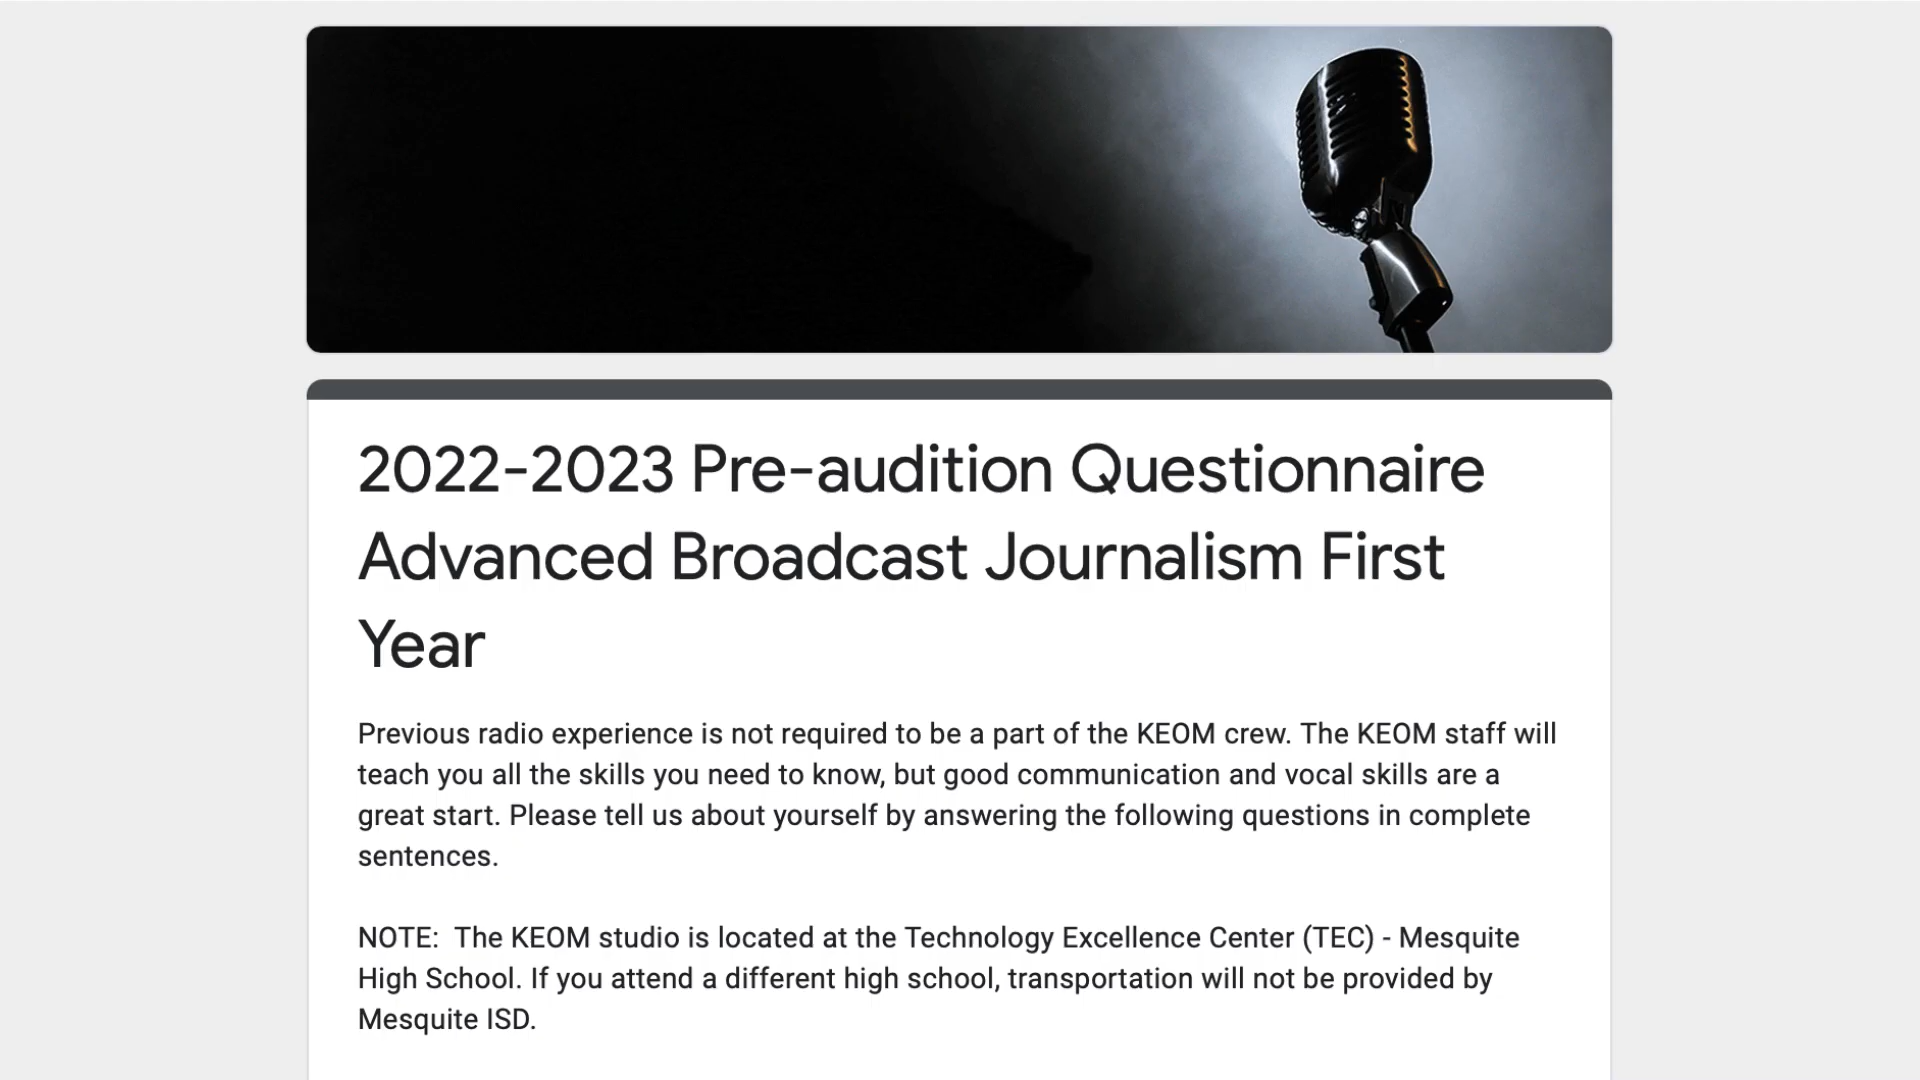 2022-2023 Pre-audition Questionnaire
Advanced Broadcast Journalism First
Year
Previous radio experience is not required to be a part of the KEOM crew. The KEOM staff will
teach you all the skills you need to know, but good communication and vocal skills are a
great start. Please tell us about yourself by answering the following questions in complete
sentences.
NOTE:  The KEOM studio is located at the Technology Excellence Center (TEC) - Mesquite
High School. If you attend a different high school, transportation will not be provided by
Mesquite ISD.